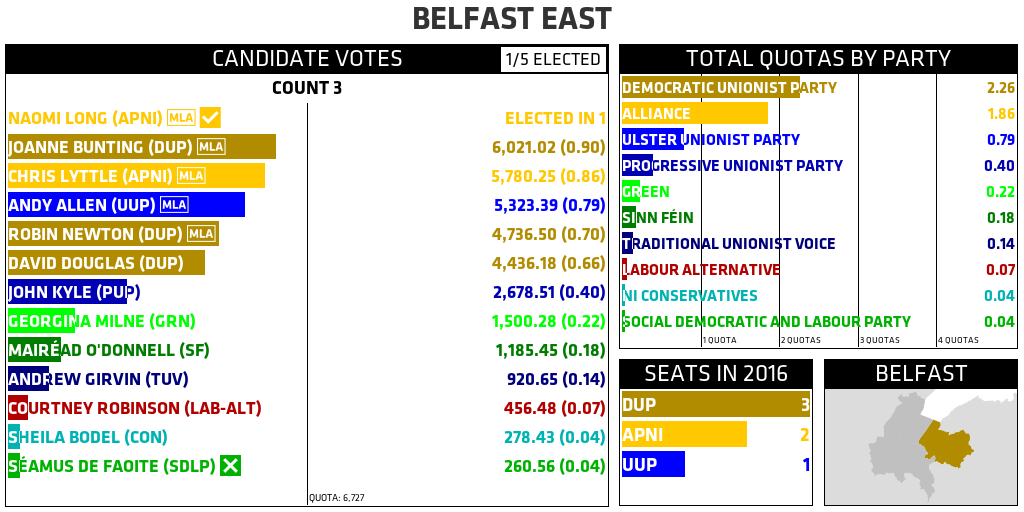 BELFAST EAST
CANDIDATE VOTES
1/5 ELECTED
COUNT 3
NAOMI LONG (APNI) MLA ELECTED IN 1
JOANNE BUNTING (DUP) MLA 6,021.02 (0.90)
CHRIS LYTTLE (APNI) MLA 5,780.25 (0.86)
ANDY ALLEN (UUP) MLA 5,323.39 (0.79)
ROBIN NEWTON (DUP) MLA 4,736.50 (0.70)
DAVID DOUGLAS (DUP) 4,436.18 (0.66)
JOHN KYLE (PUP) 2,678.51 (0.40)
GEORGINA MILNE (GRN) 1,500.28 (0.22)
MAIRÉAD O'DONNELL (SF) 1,185.45 (0.18)
ANDREW GIRVIN (TUV) 920.65 (0.14)
COURTNEY ROBINSON (LAB-ALT) 456.48 (0.07)
SHEILA BODEL (CON) 278.43 (0.04)
SÉAMUS DE FAOITE (SDLP) 260.56 (0.04)
QUOTA: 6,727
TOTAL QUOTAS BY PARTY
DEMOCRATIC UNIONIST PARTY 2.26
ALLIANCE 1.86
ULSTER UNIONIST PARTY 0.79
PROGRESSIVE UNIONIST PARTY 0.40
GREEN 0.22
SINN FÉIN 0.18
TRADITIONAL UNIONIST VOICE 0.14
LABOUR ALTERNATIVE 0.07
NI CONSERVATIVES 0.04
SOCIAL DEMOCRATIC AND LABOUR PARTY 0.04
1 QUOTA 2 QUOTAS 3 QUOTAS 4 QUOTAS
SEATS IN 2016
DUP 3
APNI 2
UUP 1
BELFAST